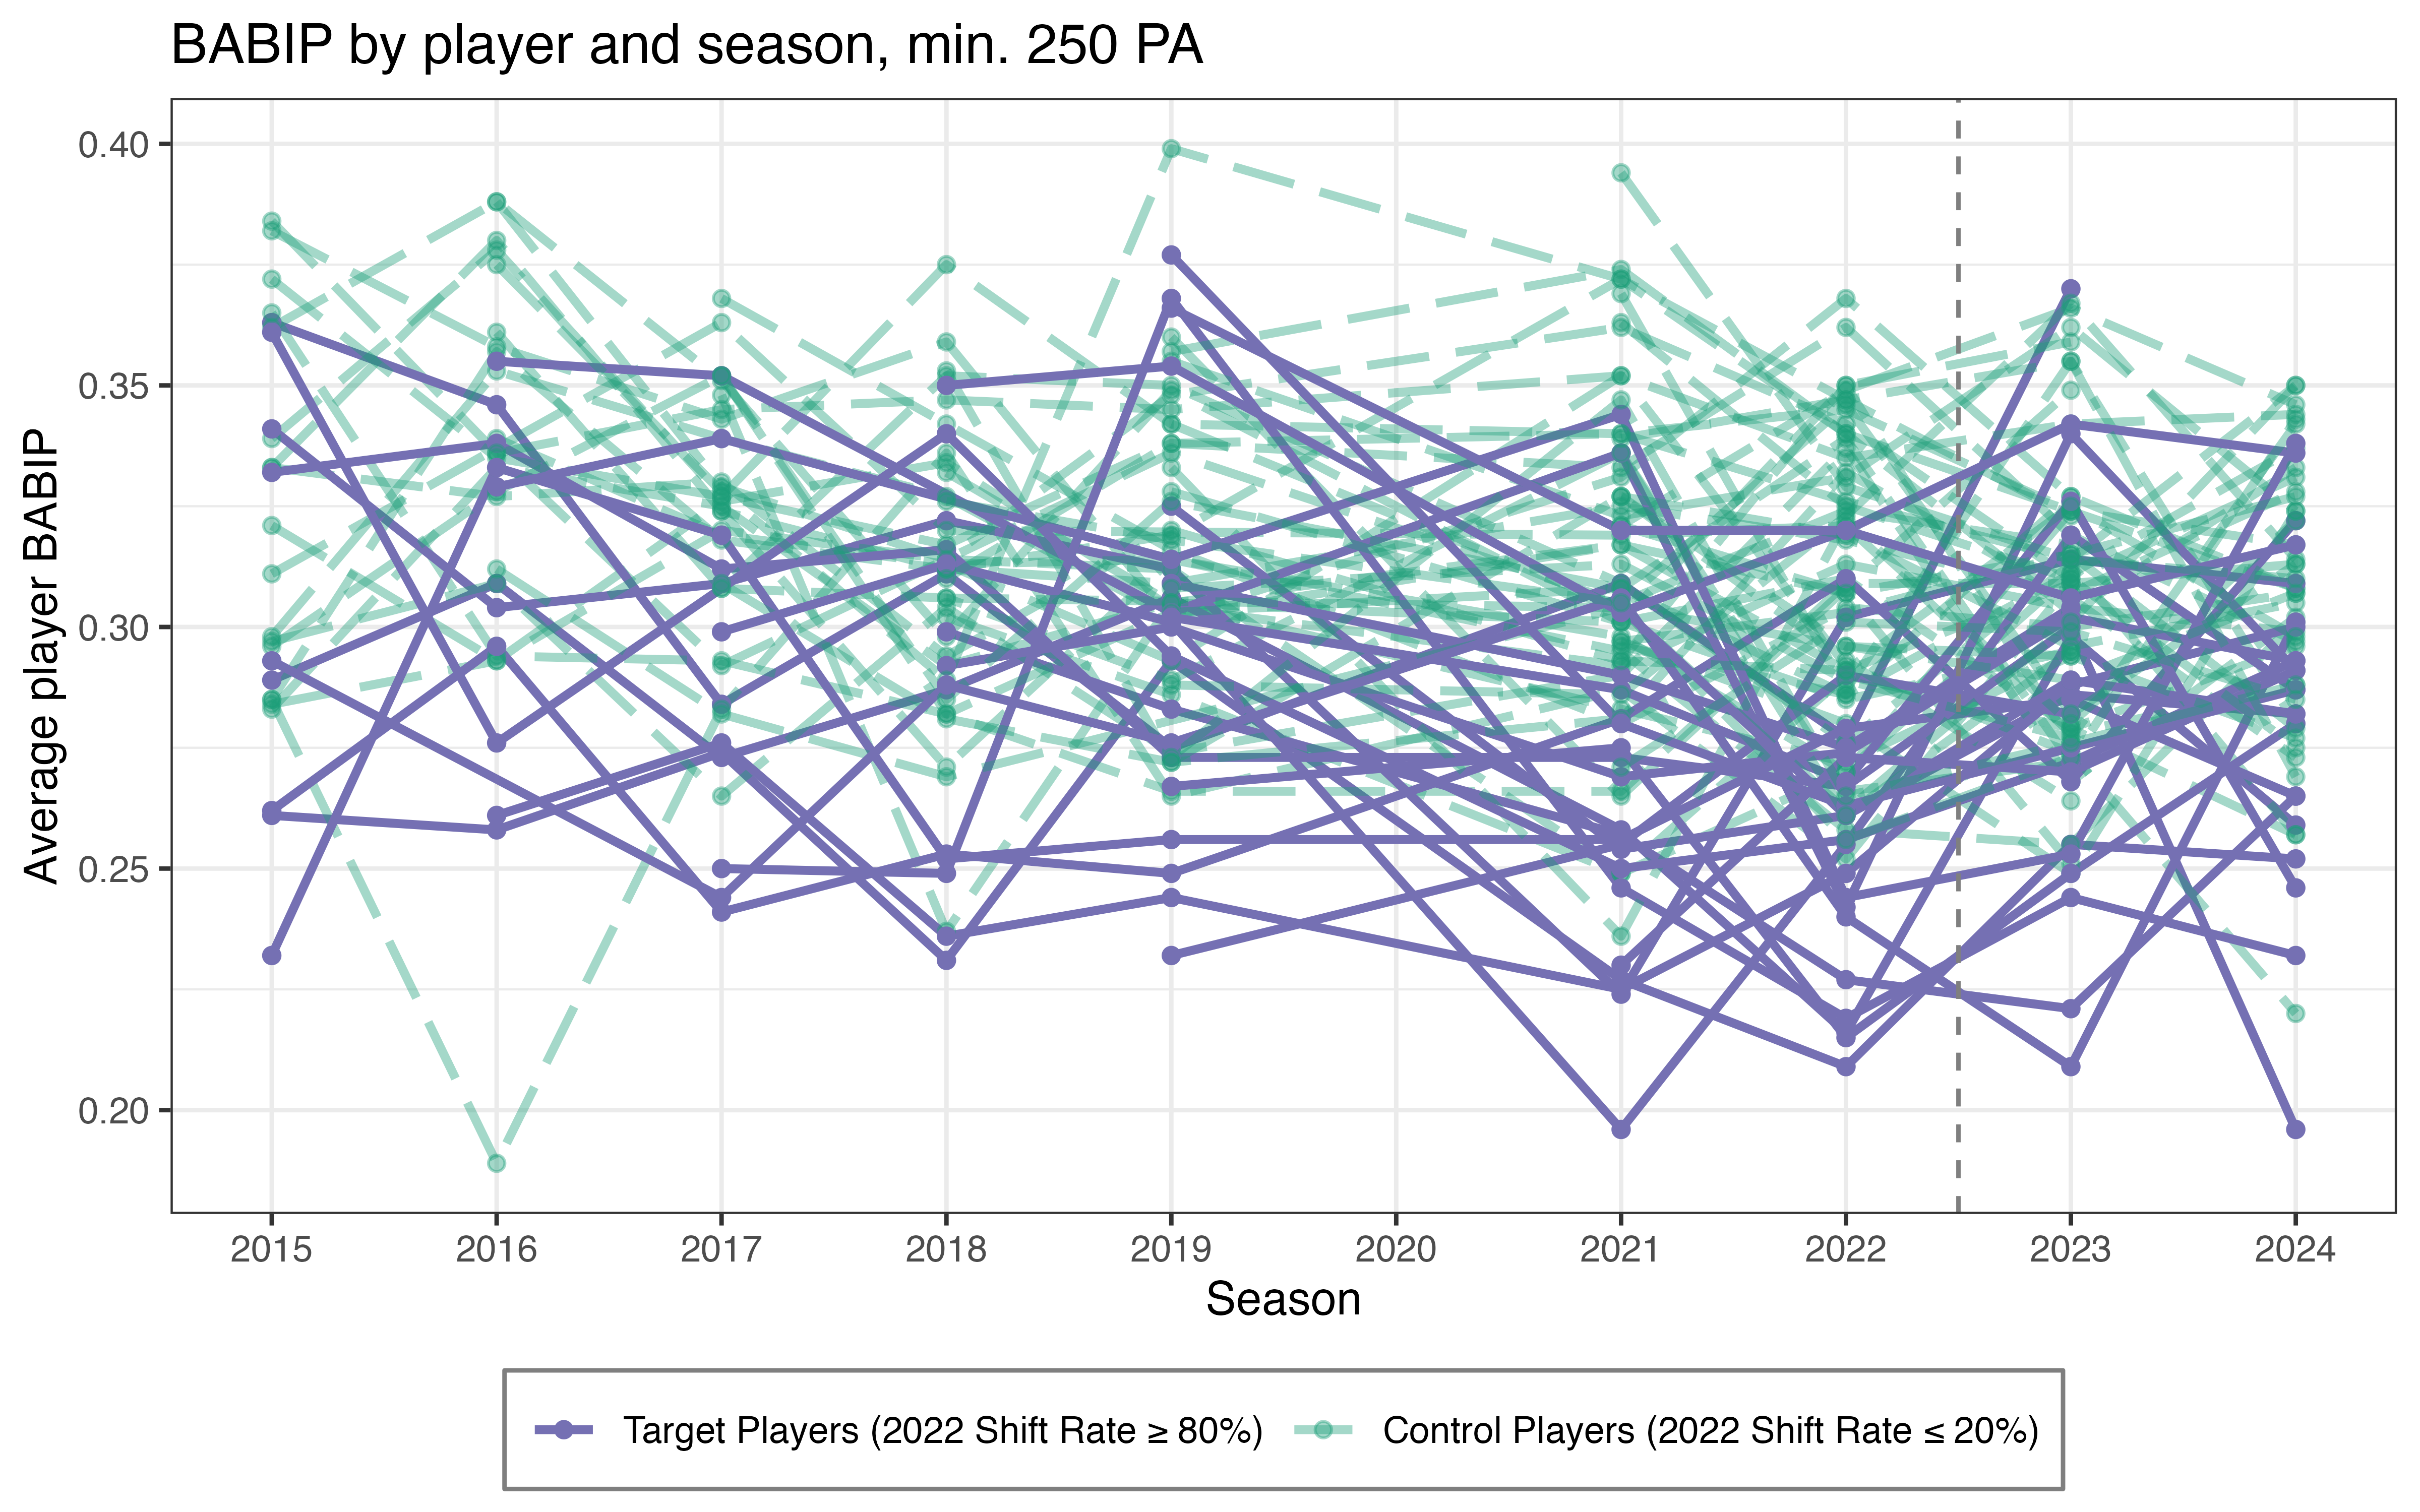 BABIP by player and season, min. 250 PA
Average player BABIP
0.40
0.35
0.30
0.25
0.20
2015 2016 2017 2018 2019 2020 2021 2022 2023 2024
Season
Target Players (2022 Shift Rate ≥ 80%) Control Players (2022 Shift Rate ≤ 20%)